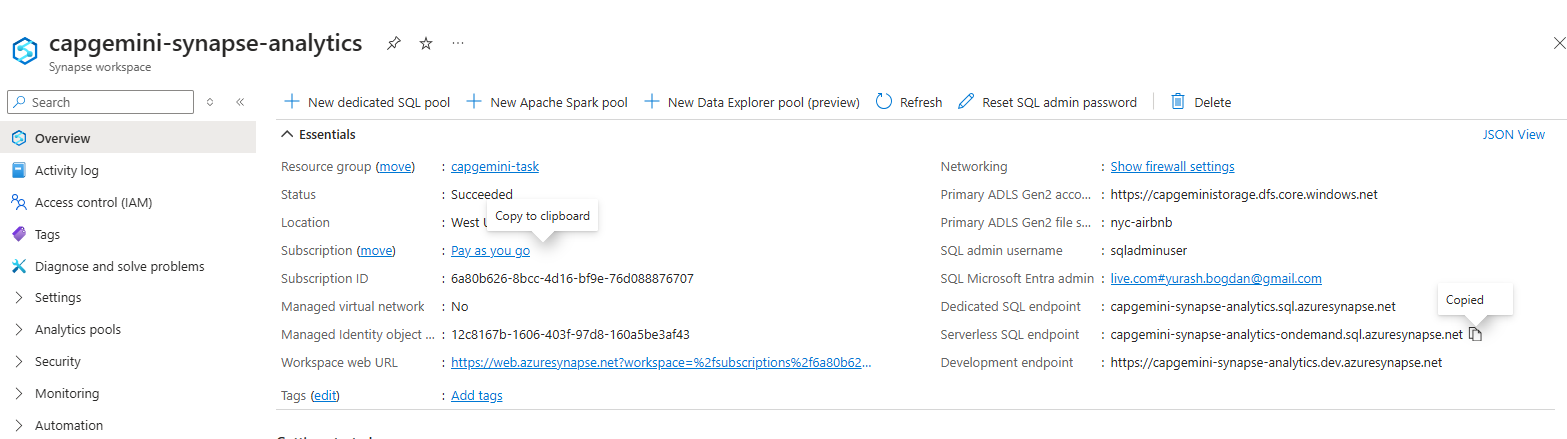 capgemini-synapse-analytics
Synapse workspace
Search
New dedicated SQL pool
New Apache Spark pool
New Data Explorer pool (preview)
Refresh
Reset SQL admin password
Delete
Overview
Activity log
Access control (IAM)
Tags
Diagnose and solve problems
Settings
Analytics pools
Security
Monitoring
Automation
Essentials
JSON View
Resource group (move) : capgemini-task
Status : Succeeded
Location : West
Copy to clipboard
Subscription (move) : Pay as you go
Subscription ID : 6a80b626-8bcc-4d16-bf9e-76d088876707
Managed virtual network : No
Managed Identity object ... : 12c8167b-1606-403f-97d8-160a5be3af43
Workspace web URL : https://web.azuresynapse.net?workspace=%2fsubscriptions%2f6a80b62...
Tags (edit) : Add tags
Networking : Show firewall settings
Primary ADLS Gen2 acco... : https://capgeministorage.dfs.core.windows.net
Primary ADLS Gen2 file s... : nyc-airbnb
SQL admin username : sqladminuser
SQL Microsoft Entra admin : live.com#yurash.bogdan@gmail.com
Dedicated SQL endpoint : capgemini-synapse-analytics.sql.azuresynapse.net
Copied
Serverless SQL endpoint : capgemini-synapse-analytics-ondemand.sql.azuresynapse.net
Development endpoint : https://capgemini-synapse-analytics.dev.azuresynapse.net